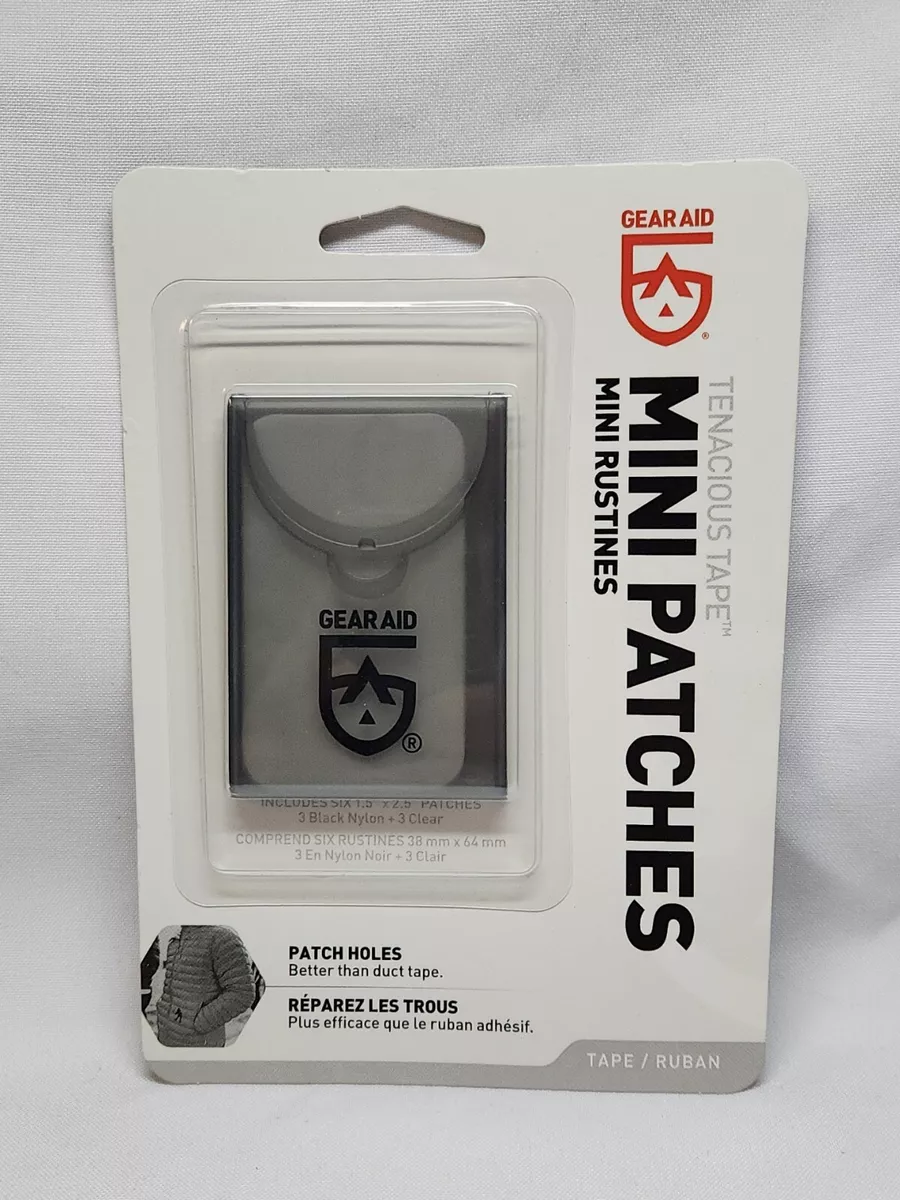 GEAR AID
®
TENACIOUS TAPE™
MINI PATCHES
MINI RUSTINES
GEAR AID
®
INCLUDES SIX 1.5" x 2.5" PATCHES
3 Black Nylon + 3 Clear
COMPREND SIX RUSTINES 38 mm x 64 mm
3 En Nylon Noir + 3 Clair
PATCH HOLES
Better than duct tape.
RÉPAREZ LES TROUS
Plus efficace que le ruban adhésif.
TAPE / RUBAN